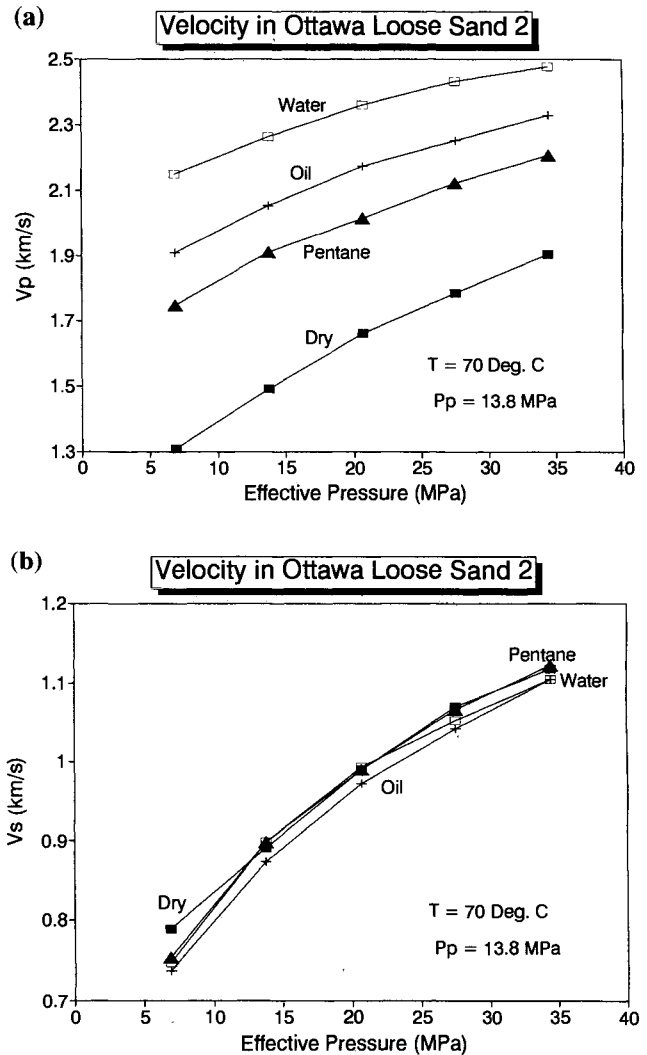 (a)
Velocity in Ottawa Loose Sand 2
2.5
2.3
2.1
1.9
1.7
1.5
1.3
Vp (km/s)
Water
Oil
Pentane
Dry
T = 70 Deg. C
Pp = 13.8 MPa
0 5 10 15 20 25 30 35 40
Effective Pressure (MPa)
(b)
Velocity in Ottawa Loose Sand 2
1.2
1.1
1
0.9
0.8
0.7
Vs (km/s)
Pentane
Water
Oil
Dry
T = 70 Deg. C
Pp = 13.8 MPa
0 5 10 15 20 25 30 35 40
Effective Pressure (MPa)